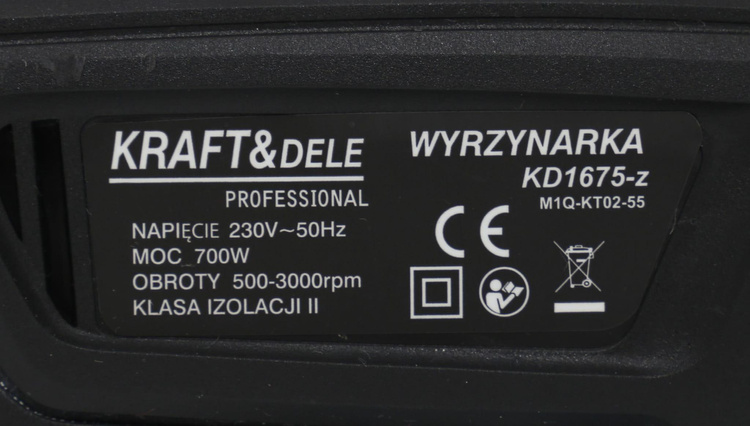 KRAFT&DELE
PROFESSIONAL
NAPIĘCIE 230V~50Hz
MOC 700W
OBROTY 500-3000rpm
KLASA IZOLACJI II
WYRZYNARKA
KD1675-z
M1Q-KT02-55
CE